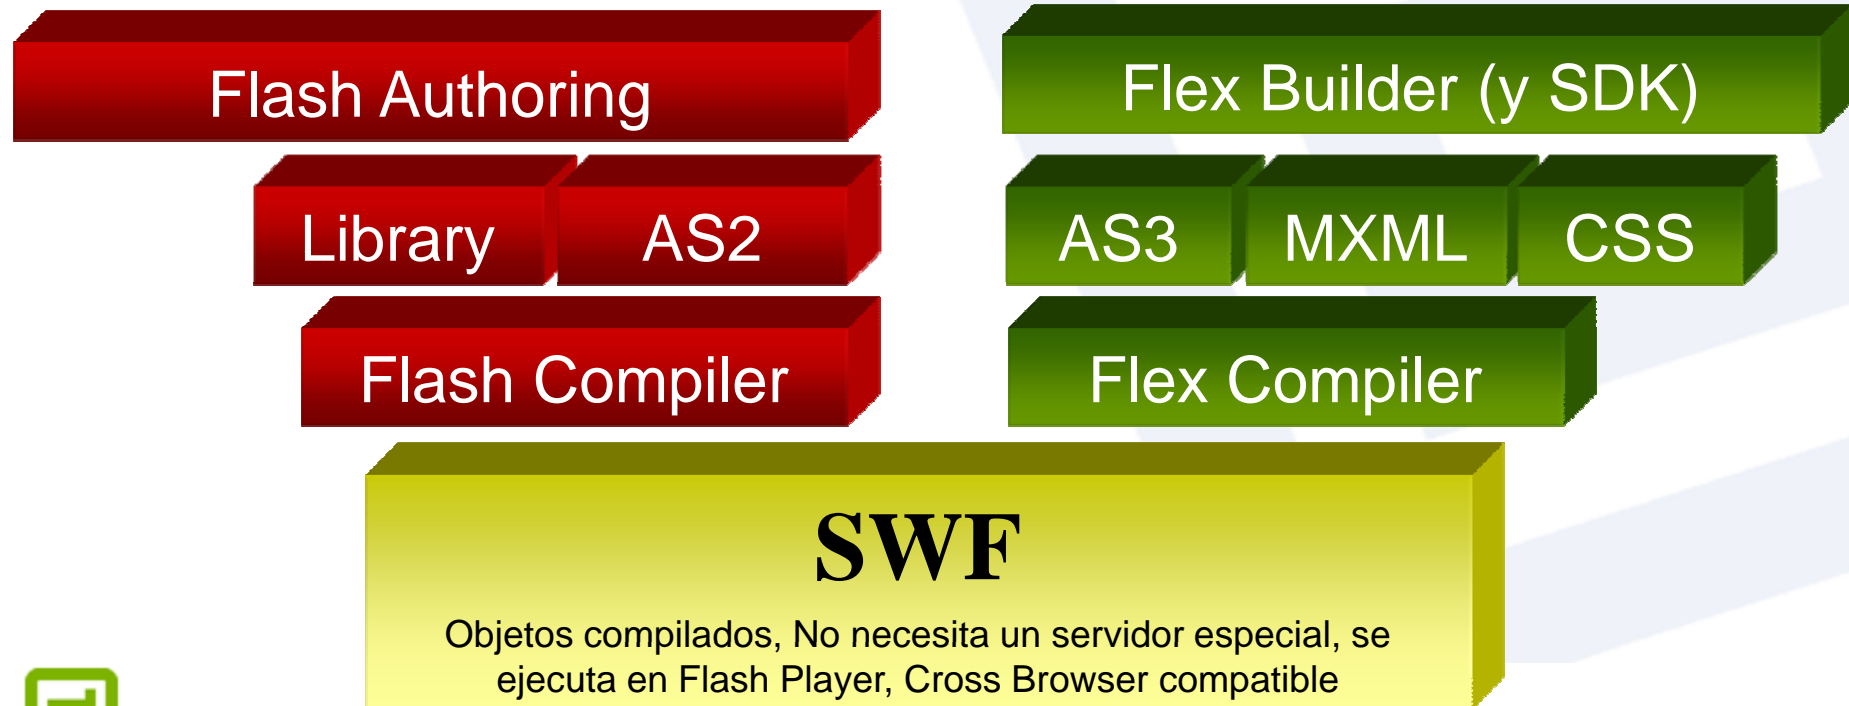 Flash Authoring
Flex Builder (y SDK)
Library
AS2
AS3
MXML
CSS
Flash Compiler
Flex Compiler
SWF
Objetos compilados, No necesita un servidor especial, se
ejecuta en Flash Player, Cross Browser compatible